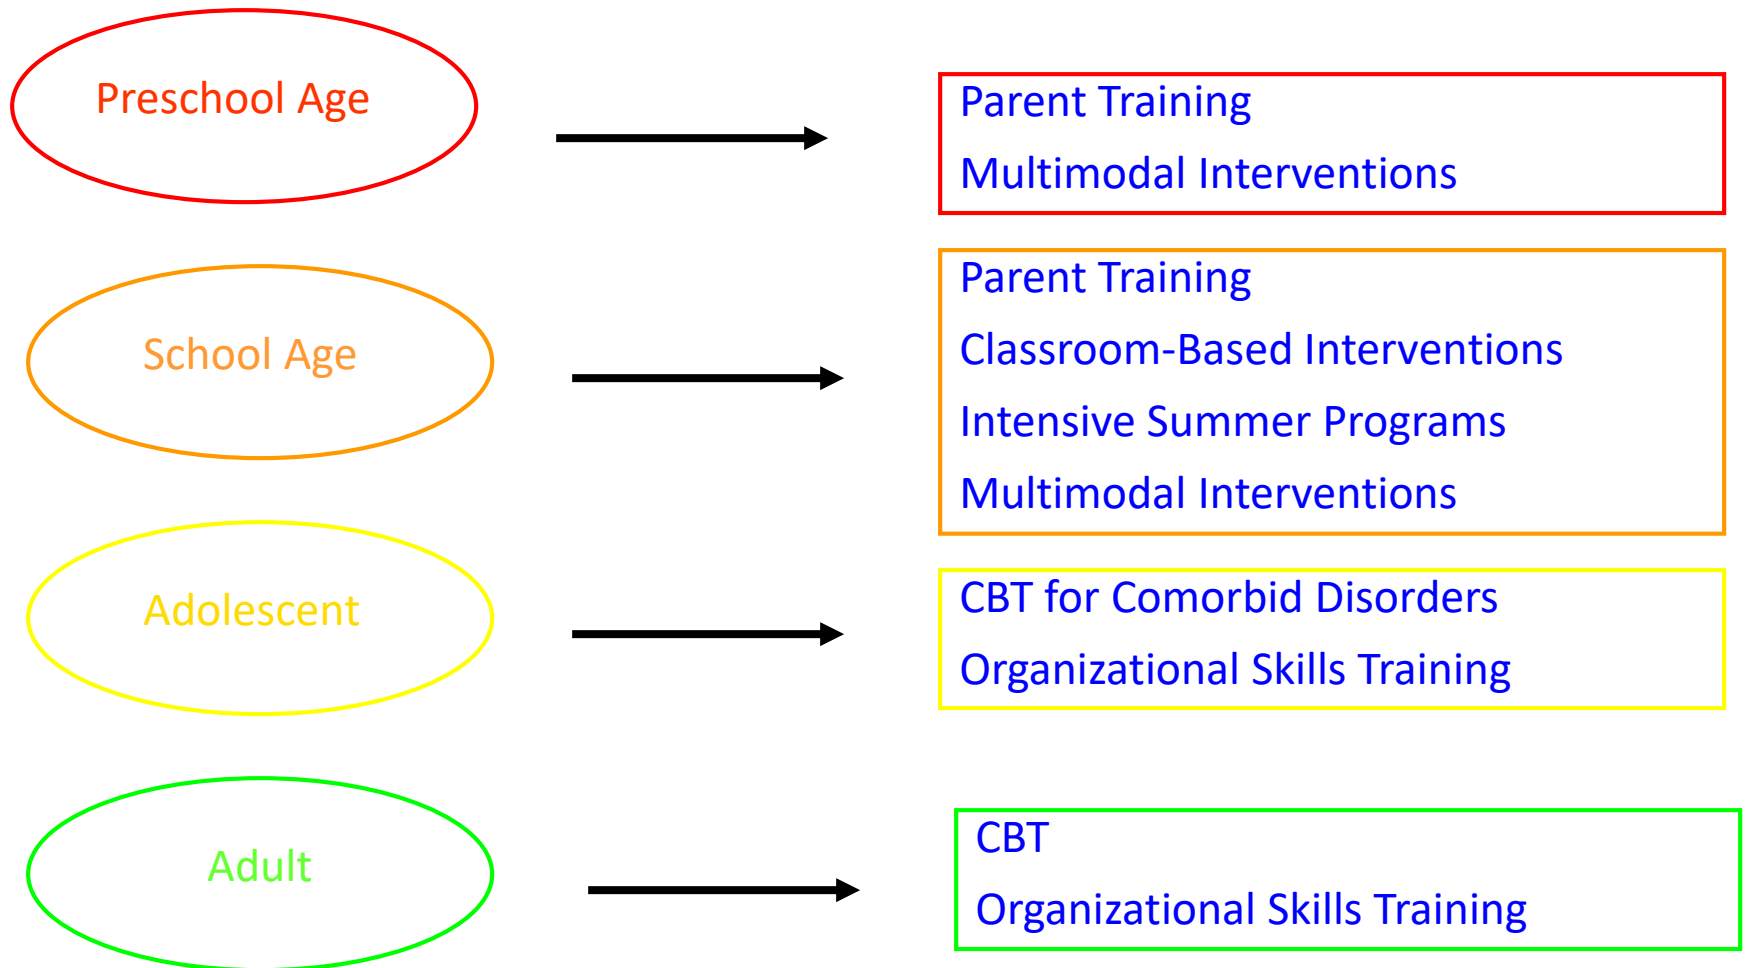 Preschool Age
Parent Training
Multimodal Interventions
School Age
Parent Training
Classroom-Based Interventions
Intensive Summer Programs
Multimodal Interventions
Adolescent
CBT for Comorbid Disorders
Organizational Skills Training
Adult
CBT
Organizational Skills Training